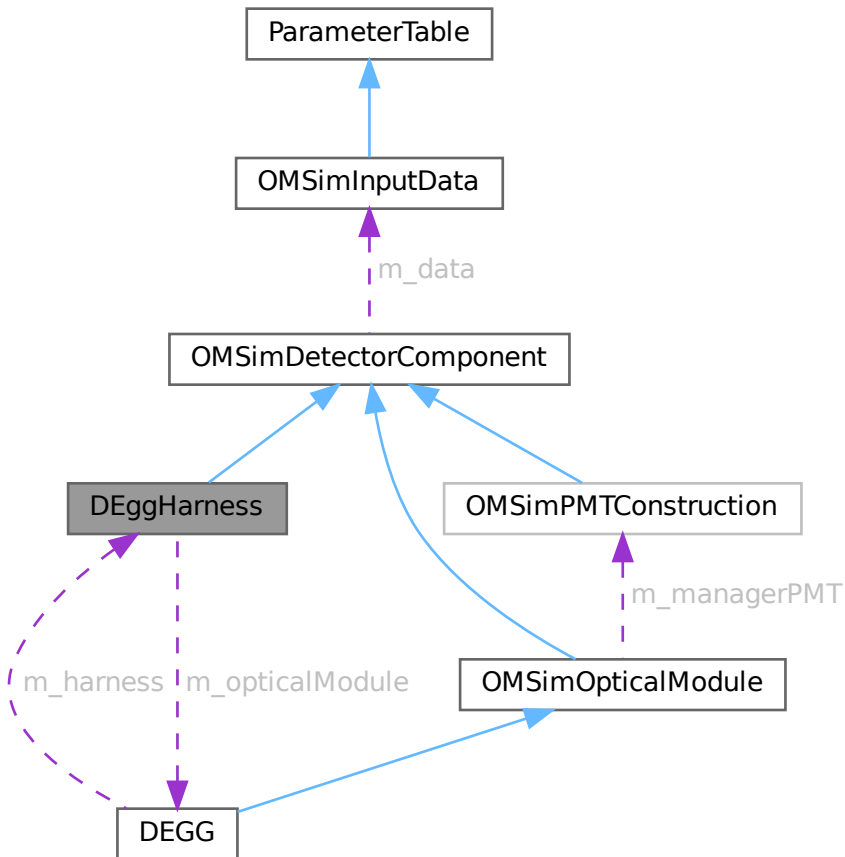 ParameterTable
OMSimInputData
m_data
OMSimDetectorComponent
DEggHarness
OMSimPMTConstruction
m_managerPMT
m_harness
m_opticalModule
OMSimOpticalModule
DEGG